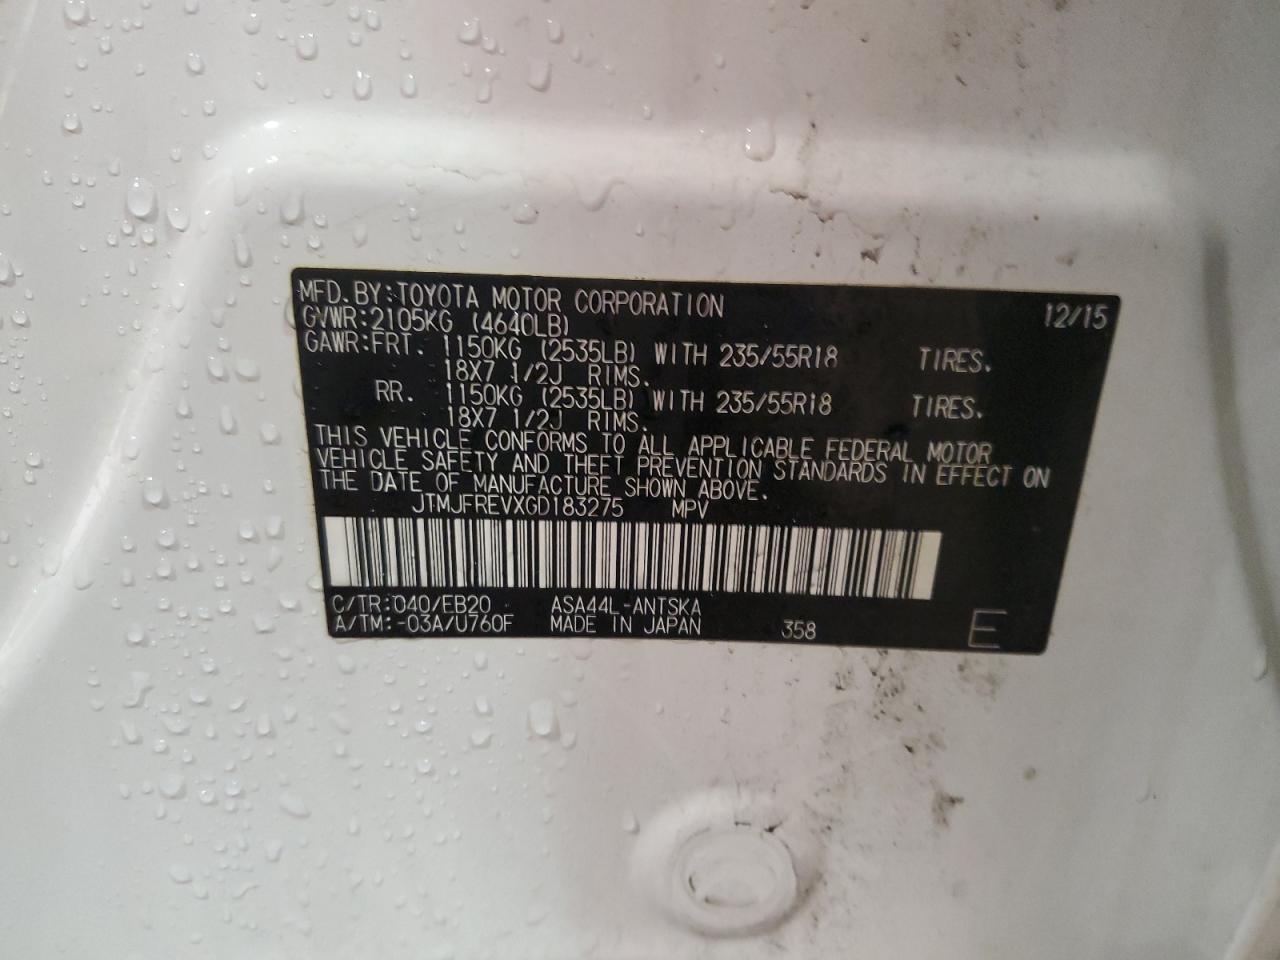 MFD.BY:TOYOTA MOTOR CORPORATION 12/15
GVWR:2105KG (4640LB)
GAWR:FRT. 1150KG (2535LB) WITH 235/55R18 TIRES.
18X7 1/2J RIMS.
RR. 1150KG (2535LB) WITH 235/55R18 TIRES.
18X7 1/2J RIMS.
THIS VEHICLE CONFORMS TO ALL APPLICABLE FEDERAL MOTOR
VEHICLE SAFETY AND THEFT PREVENTION STANDARDS IN EFFECT ON
THE DATE OF MANUFACTURE SHOWN ABOVE.
JTMJFREVXGD183275 MPV
C/TR:040/EB20 ASA44L-ANTSKA
A/TM:-03A/U760F MADE IN JAPAN 358 E